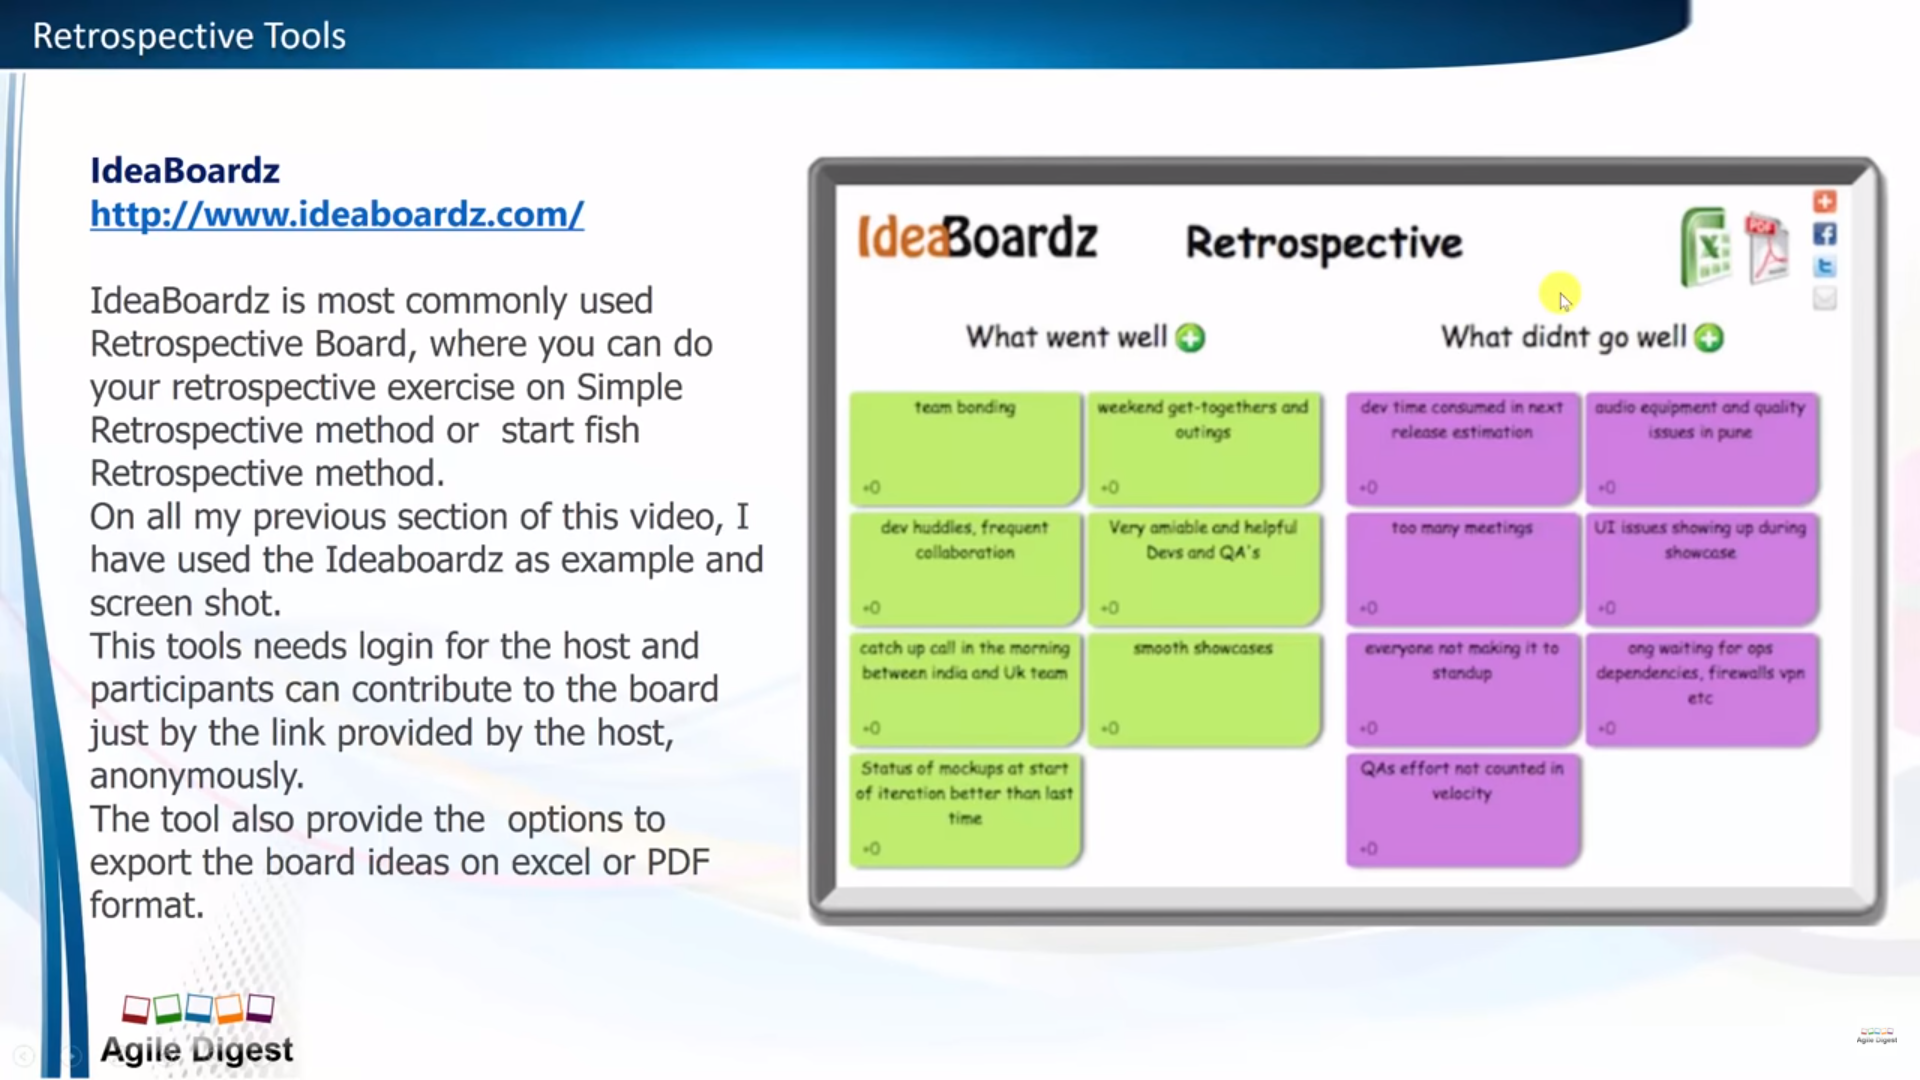 Retrospective Tools
IdeaBoardz
http://www.ideaboardz.com/
IdeaBoardz is most commonly used
Retrospective Board, where you can do
your retrospective exercise on Simple
Retrospective method or  start fish
Retrospective method.
On all my previous section of this video, I
have used the Ideaboardz as example and
screen shot.
This tools needs login for the host and
participants can contribute to the board
just by the link provided by the host,
anonymously.
The tool also provide the  options to
export the board ideas on excel or PDF
format.
IdeaBoardz
Retrospective
PDF
What went well
team bonding
+0
weekend get-togethers and
outings
+0
dev huddles, frequent
collaboration
+0
Very amiable and helpful
Devs and QA's
+0
catch up call in the morning
between india and Uk team
+0
smooth showcases
+0
Status of mockups at start
of iteration better than last
time
+0
What didnt go well
dev time consumed in next
release estimation
+0
audio equipment and quality
issues in pune
+0
too many meetings
+0
UI issues showing up during
showcase
+0
everyone not making it to
standup
+0
ong waiting for ops
dependencies, firewalls vpn
etc
+0
QAs effort not counted in
velocity
+0
Agile Digest
Agile Digest